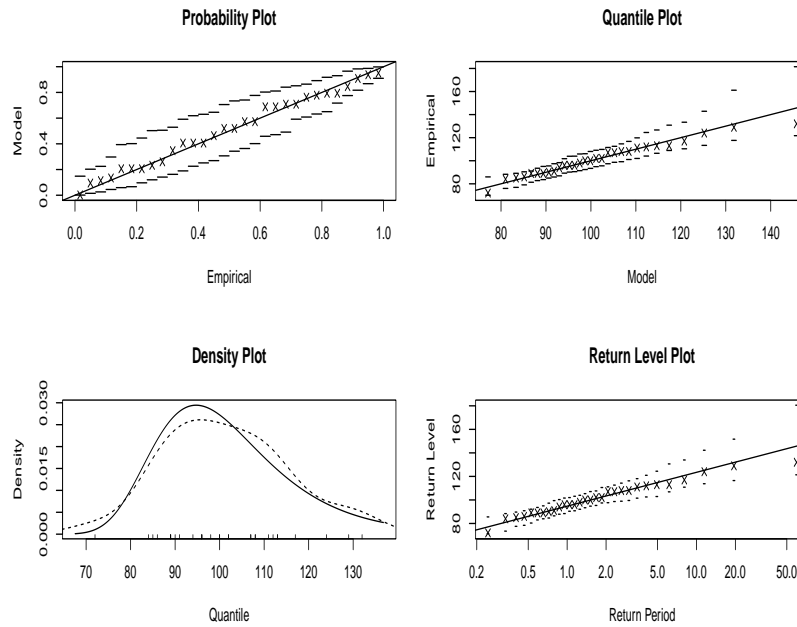 Probability Plot
Model
0.0 0.4 0.8
0.0 0.2 0.4 0.6 0.8 1.0
Empirical
Quantile Plot
Empirical
80 120 160
80 90 100 110 120 130 140
Model
Density Plot
Density
0.000 0.015 0.030
70 80 90 100 110 120 130
Quantile
Return Level Plot
Return Level
80 120 160
0.2 0.5 1.0 2.0 5.0 10.0 20.0 50.0
Return Period